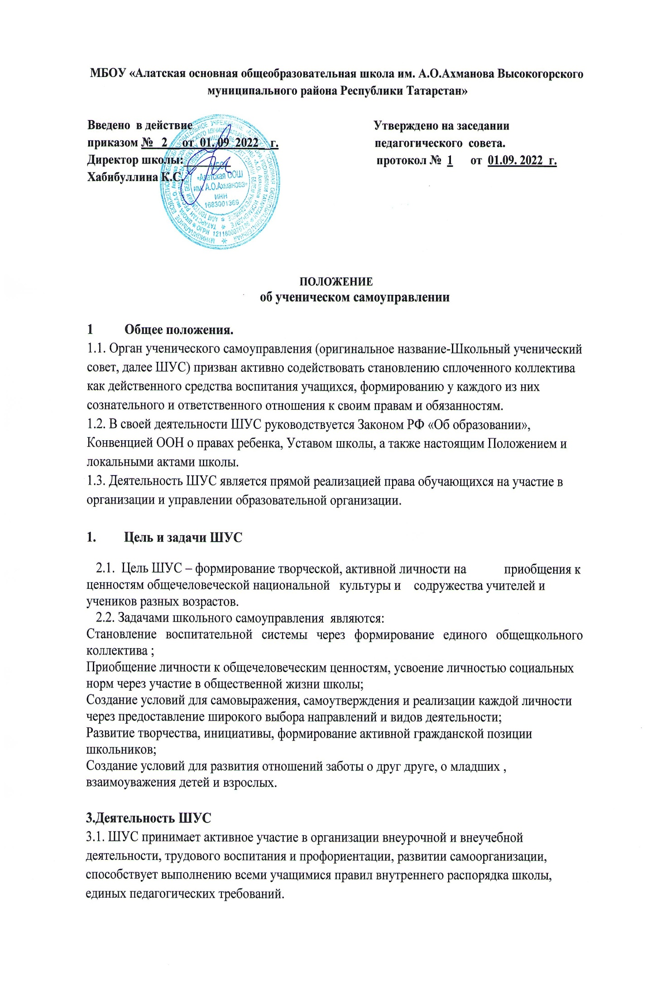 МБОУ «Алатская основная общеобразовательная школа им. А.О.Ахманова Высокогорского
муниципального района Республики Татарстан»
Введено в действие
приказом № 2 от 01. 09 2022 г.
Директор школы:
Хабибуллина К.С.
Утверждено на заседании
педагогического совета.
протокол № 1 от 01.09. 2022 г.
«Алатская ООШ
им. А.О.Ахманова»
ИНН
1683001369
ПОЛОЖЕНИЕ
об ученическом самоуправлении
1 Общее положения.
1.1. Орган ученического самоуправления (оригинальное название-Школьный ученический
совет, далее ШУС) призван активно содействовать становлению сплоченного коллектива
как действенного средства воспитания учащихся, формированию у каждого из них
сознательного и ответственного отношения к своим правам и обязанностям.
1.2. В своей деятельности ШУС руководствуется Законом РФ «Об образовании»,
Конвенцией ООН о правах ребенка, Уставом школы, а также настоящим Положением и
локальными актами школы.
1.3. Деятельность ШУС является прямой реализацией права обучающихся на участие в
организации и управлении образовательной организации.
1. Цель и задачи ШУС
2.1. Цель ШУС – формирование творческой, активной личности на приобщения к
ценностям общечеловеческой национальной культуры и содружества учителей и
учеников разных возрастов.
2.2. Задачами школьного самоуправления являются:
Становление воспитательной системы через формирование единого общещкольного
коллектива ;
Приобщение личности к общечеловеческим ценностям, усвоение личностью социальных
норм через участие в общественной жизни школы;
Создание условий для самовыражения, самоутверждения и реализации каждой личности
через предоставление широкого выбора направлений и видов деятельности;
Развитие творчества, инициативы, формирование активной гражданской позиции
школьников;
Создание условий для развития отношений заботы о друг друге, о младших ,
взаимоуважения детей и взрослых.
3.Деятельность ШУС
3.1. ШУС принимает активное участие в организации внеурочной и внеучебной
деятельности, трудового воспитания и профориентации, развитии самоорганизации,
способствует выполнению всеми учащимися правил внутреннего распорядка школы,
единых педагогических требований.